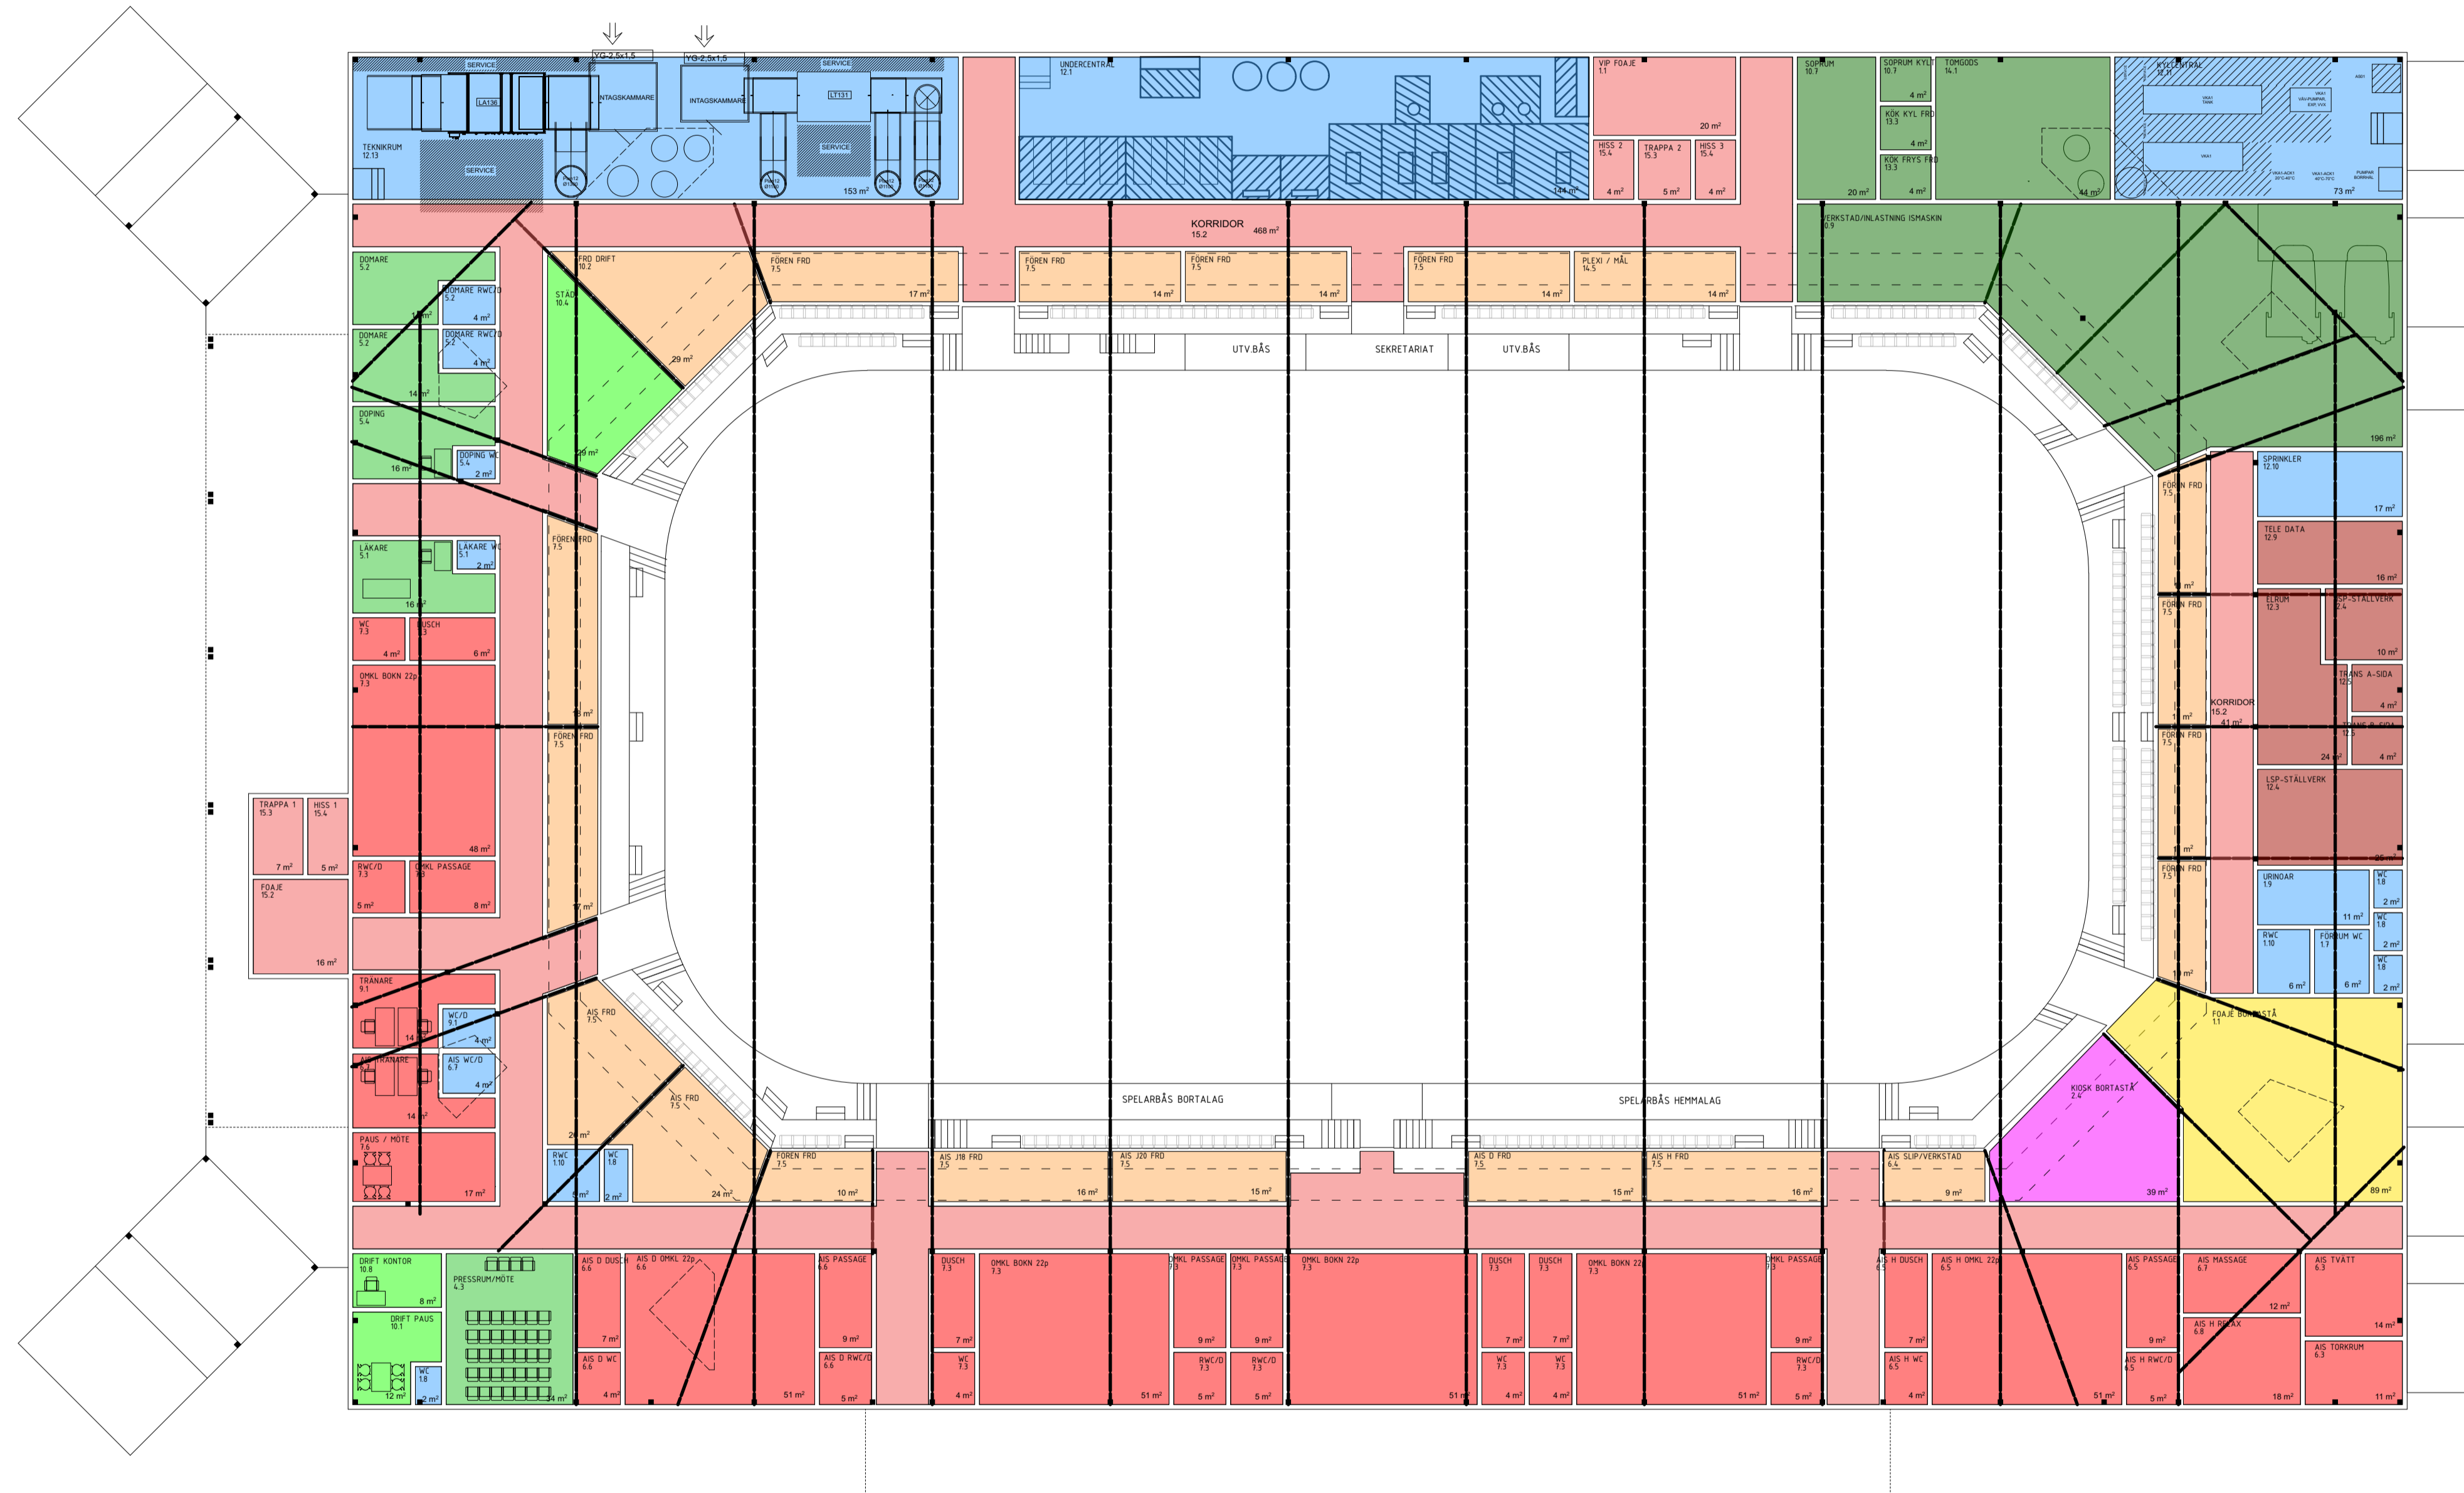 YG-2,5x1,5
YG-2,5x1,5
SERVICE
SERVICE
LA136
INTAGSKAMMARE
INTAGSKAMMARE
LT131
SERVICE
SERVICE
TEKNIKRUM
12.13
153 m²
UNDERCENTRAL
12.1
144 m²
VIP FOAJE
1.1
20 m²
HISS 2
15.4
4 m²
TRAPPA 2
15.3
5 m²
HISS 3
15.4
4 m²
SOPRUM
10.7
20 m²
SOPRUM KYLT
10.7
4 m²
KÖK KYL FRD
13.3
4 m²
KÖK FRYS FRD
13.3
4 m²
TOMGODS
14.1
44 m²
KYLCENTRAL
12.11
VKA1
TANK
VKA1
73 m²
KORRIDOR
15.2
468 m²
VERKSTAD/INLASTNING ISMASKIN
10.9
196 m²
DOMARE
5.2
DOMARE RWC/D
5.2
4 m²
DOMARE
5.2
14 m²
DOMARE RWC/D
5.2
4 m²
DOPING
5.4
16 m²
DOPING WC
5.4
2 m²
STÄD
10.4
29 m²
FRD DRIFT
10.2
29 m²
FÖREN FRD
7.5
17 m²
FÖREN FRD
7.5
14 m²
FÖREN FRD
7.5
14 m²
FÖREN FRD
7.5
14 m²
PLEXI / MÅL
14.5
14 m²
UTV.BÅS
SEKRETARIAT
UTV.BÅS
LÄKARE
5.1
16 m²
LÄKARE WC
5.1
2 m²
WC
7.3
4 m²
DUSCH
7.3
6 m²
OMKL BOKN 22p
7.3
48 m²
RWC/D
7.3
5 m²
OMKL PASSAGE
7.3
8 m²
FÖREN FRD
7.5
18 m²
FÖREN FRD
7.5
17 m²
TRAPPA 1
15.3
7 m²
HISS 1
15.4
5 m²
FOAJE
15.2
16 m²
TRÄNARE
9.1
14 m²
WC/D
9.1
4 m²
AIS TRÄNARE
6.7
14 m²
AIS WC/D
6.7
4 m²
PAUS / MÖTE
7.6
17 m²
AIS FRD
7.5
AIS FRD
7.5
24 m²
RWC
1.10
5 m²
WC
1.8
2 m²
FÖREN FRD
7.5
10 m²
SPELARBÅS BORTALAG
SPELARBÅS HEMMALAG
AIS J18 FRD
7.5
16 m²
AIS J20 FRD
7.5
15 m²
AIS D FRD
7.5
15 m²
AIS H FRD
7.5
16 m²
AIS SLIP/VERKSTAD
6.4
9 m²
KIOSK BORTASTÅ
2.4
39 m²
FOAJE BORTASTÅ
1.1
89 m²
FÖREN FRD
7.5
FÖREN FRD
7.5
FÖREN FRD
7.5
FÖREN FRD
7.5
KORRIDOR
15.2
41 m²
SPRINKLER
12.10
17 m²
TELE DATA
12.9
16 m²
ELRUM
12.3
24 m²
HSP-STÄLLVERK
12.4
10 m²
TRANS A-SIDA
12.5
4 m²
TRANS B-SIDA
12.5
4 m²
LSP-STÄLLVERK
12.4
25 m²
URINOAR
1.9
11 m²
WC
1.8
2 m²
WC
1.8
2 m²
WC
1.8
2 m²
RWC
1.10
6 m²
FÖRRUM WC
1.7
6 m²
DRIFT KONTOR
10.8
8 m²
DRIFT PAUS
10.1
12 m²
WC
1.8
2 m²
PRESSRUM/MÖTE
4.3
34 m²
AIS D DUSCH
6.6
7 m²
AIS D WC
6.6
4 m²
AIS D OMKL 22p
6.6
51 m²
AIS PASSAGE
6.6
9 m²
AIS D RWC/D
6.6
5 m²
DUSCH
7.3
7 m²
WC
7.3
4 m²
OMKL BOKN 22p
7.3
51 m²
OMKL PASSAGE
7.3
9 m²
RWC/D
7.3
5 m²
OMKL PASSAGE
7.3
9 m²
RWC/D
7.3
5 m²
OMKL BOKN 22p
7.3
51 m²
DUSCH
7.3
7 m²
WC
7.3
4 m²
DUSCH
7.3
7 m²
WC
7.3
4 m²
OMKL BOKN 22p
7.3
51 m²
OMKL PASSAGE
7.3
9 m²
RWC/D
7.3
5 m²
AIS H DUSCH
6.5
7 m²
AIS H WC
6.5
4 m²
AIS H OMKL 22p
6.5
51 m²
AIS PASSAGE
6.5
9 m²
AIS H RWC/D
6.5
5 m²
AIS MASSAGE
6.7
12 m²
AIS H RELAX
6.8
18 m²
AIS TVÄTT
6.3
14 m²
AIS TORKRUM
6.3
11 m²